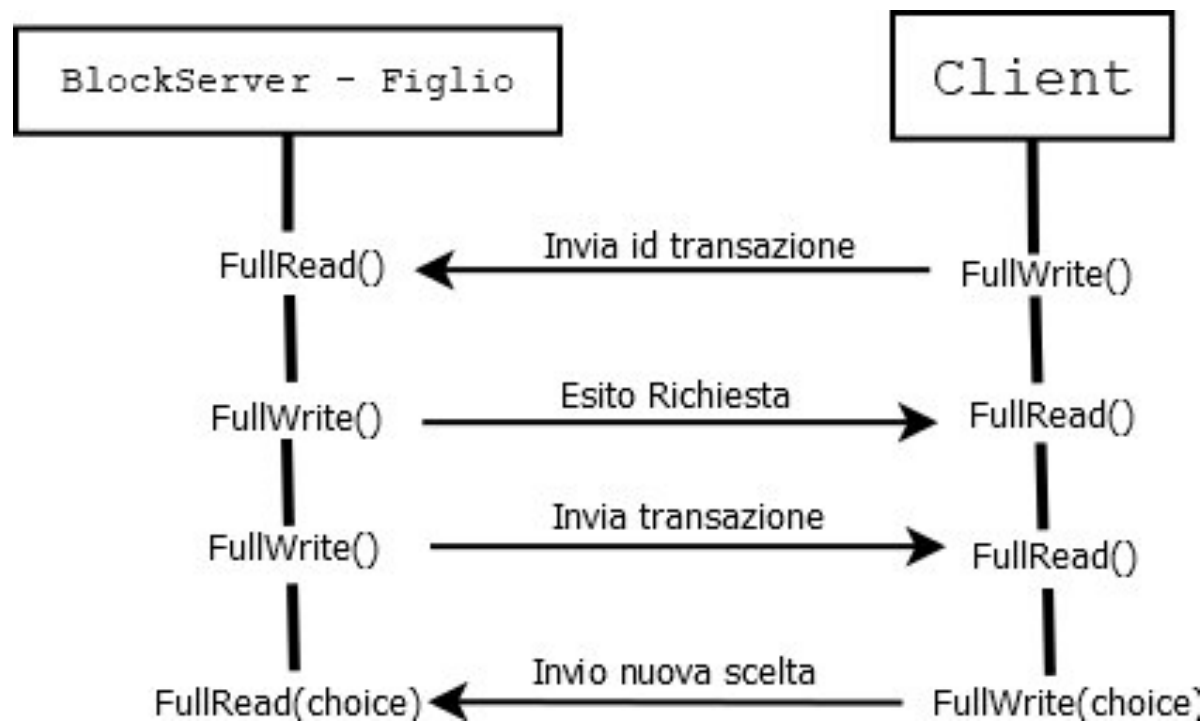 BlockServer - Figlio
Client
Invia id transazione
FullRead()
FullWrite()
Esito Richiesta
FullWrite()
FullRead()
Invia transazione
FullWrite()
FullRead()
Invio nuova scelta
FullRead(choice)
FullWrite(choice)